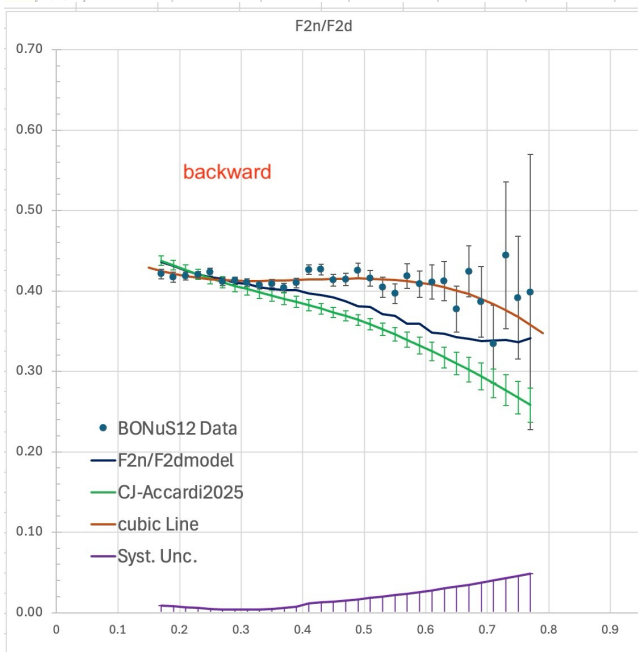 F2n/F2d
0.70
0.60
backward
0.50
0.40
0.30
BONuS12 Data
F2n/F2dmodel
0.20
CJ-Accardi2025
cubic Line
0.10
Syst. Unc.
0.00
0 0.1 0.2 0.3 0.4 0.5 0.6 0.7 0.8 0.9